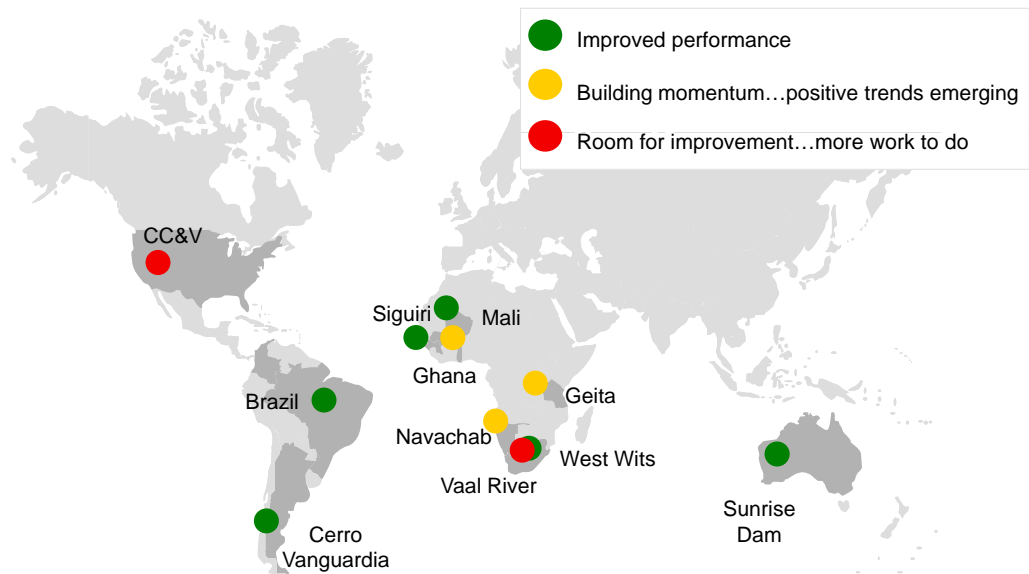 Improved performance
Building momentum…positive trends emerging
Room for improvement…more work to do
CC&V
Siguiri
Mali
Ghana
Geita
Brazil
Navachab
West Wits
Vaal River
Sunrise
Dam
Cerro
Vanguardia